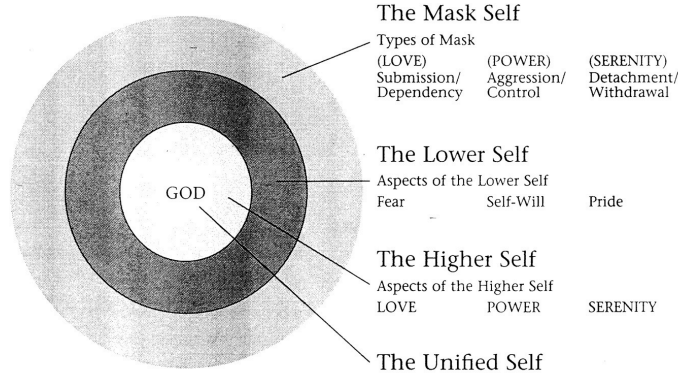 The Mask Self
Types of Mask
(LOVE) (POWER) (SERENITY)
Submission/ Aggression/ Detachment/
Dependency Control Withdrawal
The Lower Self
Aspects of the Lower Self
Fear Self-Will Pride
GOD
The Higher Self
Aspects of the Higher Self
LOVE POWER SERENITY
The Unified Self